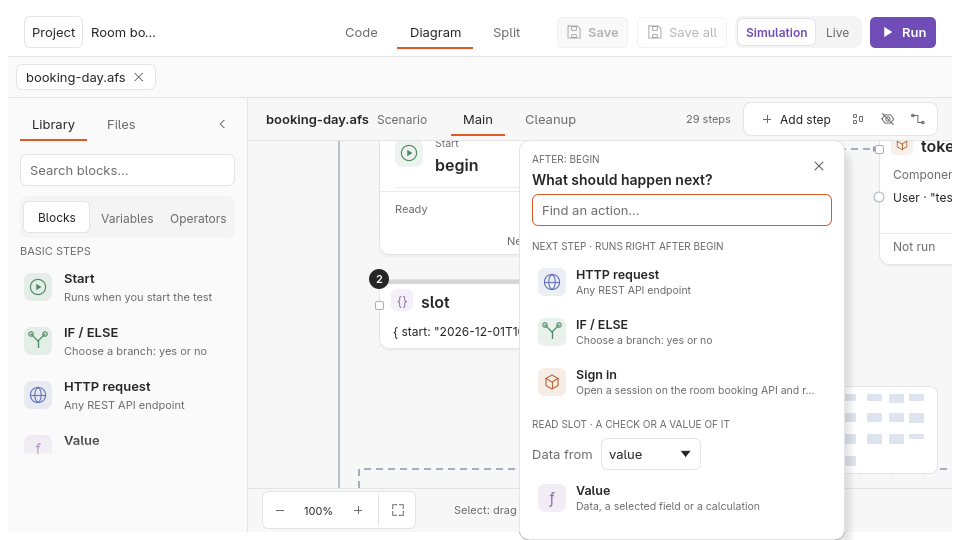 Project
Room bo...
Code
Diagram
Split
Save
Save all
Simulation
Live
Run
booking-day.afs
Library
Files
booking-day.afs
Scenario
Main
Cleanup
29 steps
Add step
Search blocks...
Blocks
Variables
Operators
BASIC STEPS
Start
Runs when you start the test
IF / ELSE
Choose a branch: yes or no
HTTP request
Any REST API endpoint
Value
Start
begin
Ready
2
slot
{ start: "2026-12-01T1
AFTER: BEGIN
What should happen next?
Find an action...
NEXT STEP · RUNS RIGHT AFTER BEGIN
HTTP request
Any REST API endpoint
IF / ELSE
Choose a branch: yes or no
Sign in
Open a session on the room booking API and r...
READ SLOT · A CHECK OR A VALUE OF IT
Data from
value
Value
Data, a selected field or a calculation
User · "tes
Not run
100%
Select: drag